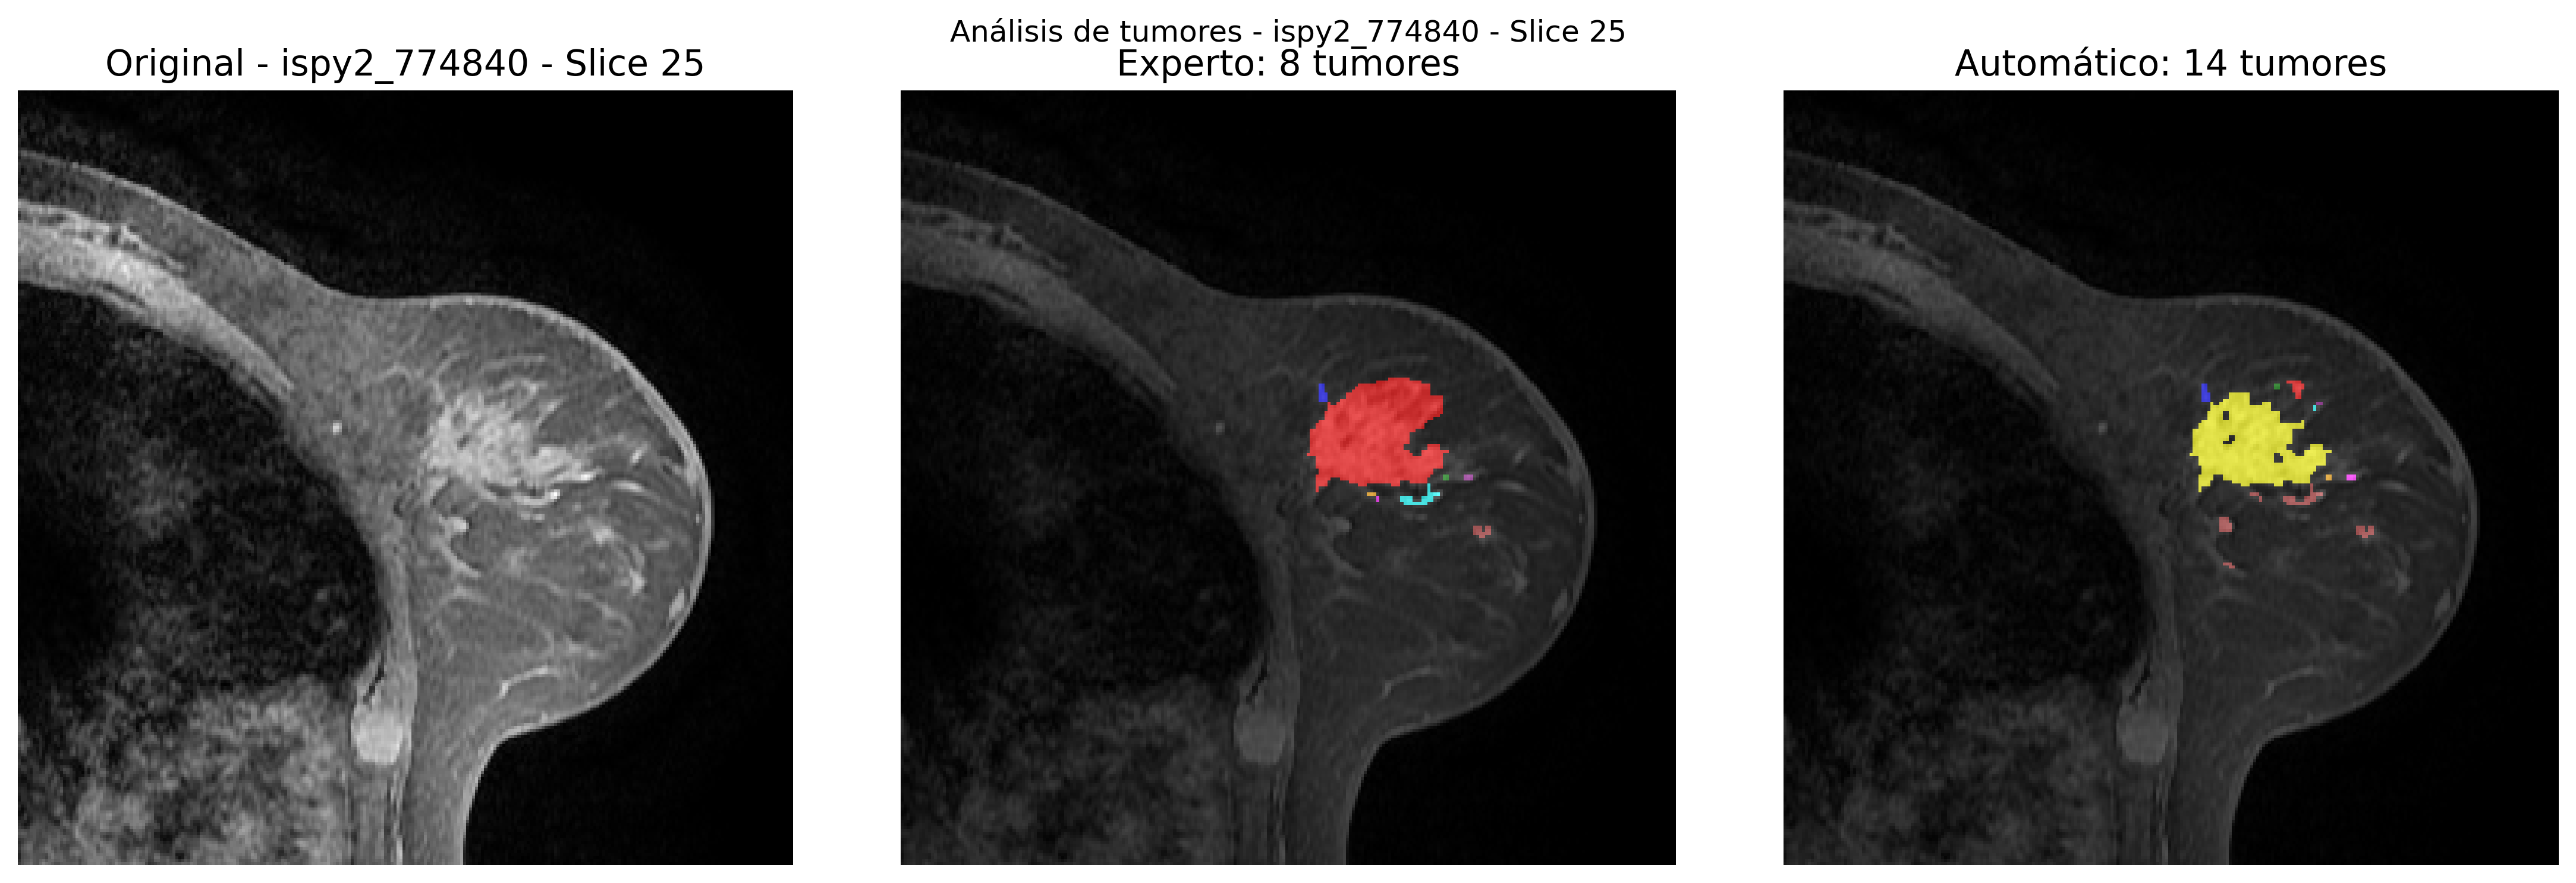 Análisis de tumores - ispy2_774840 - Slice 25
Original - ispy2_774840 - Slice 25
Experto: 8 tumores
Automático: 14 tumores